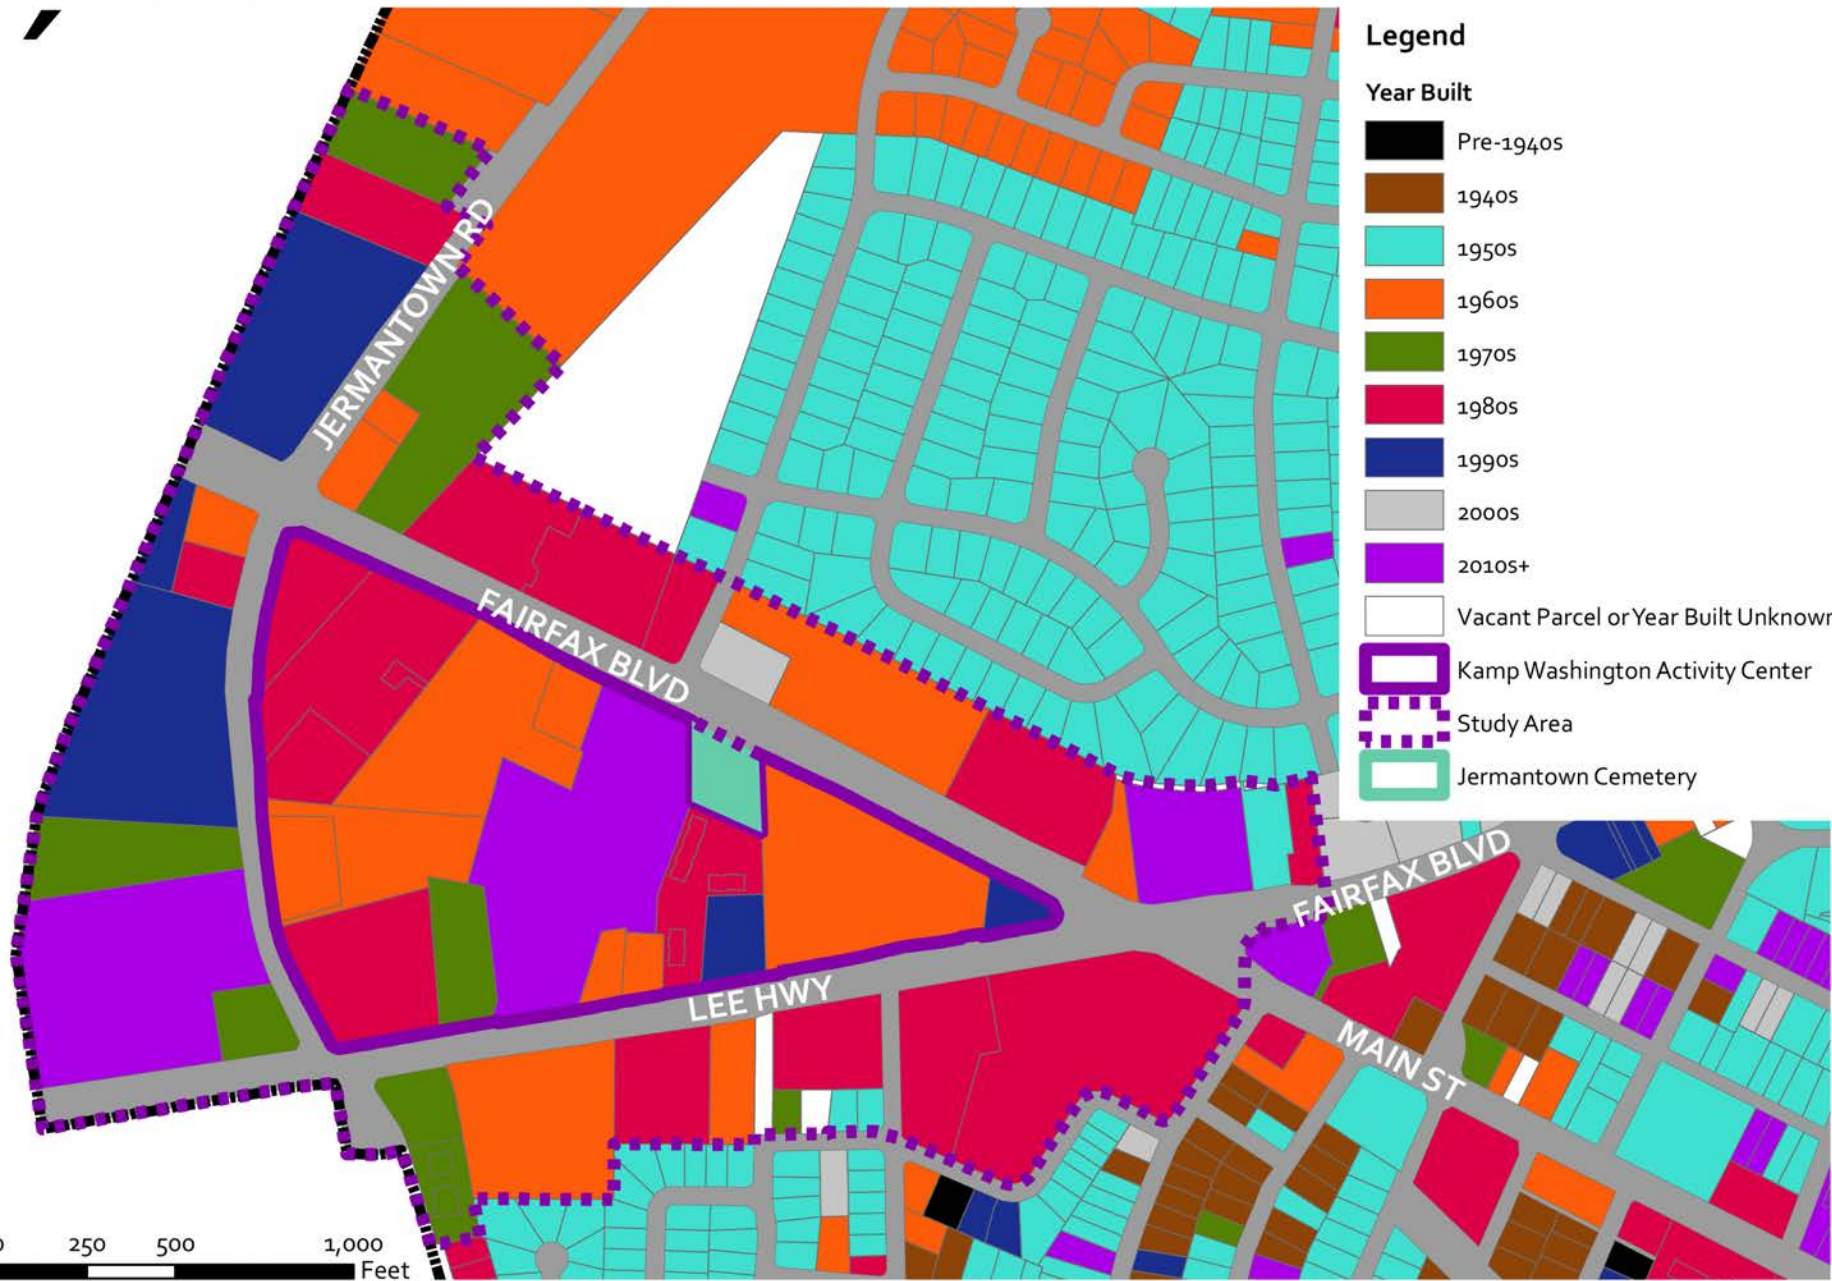 Legend
Year Built
Pre-1940s
1940s
1950s
1960s
1970s
1980s
1990s
2000s
2010s+
Vacant Parcel or Year Built Unknown
Kamp Washington Activity Center
Study Area
Jermantown Cemetery
JERMANTOWN RD
FAIRFAX BLVD
FAIRFAX BLVD
LEE HWY
MAIN ST
0 250 500 1,000
Feet